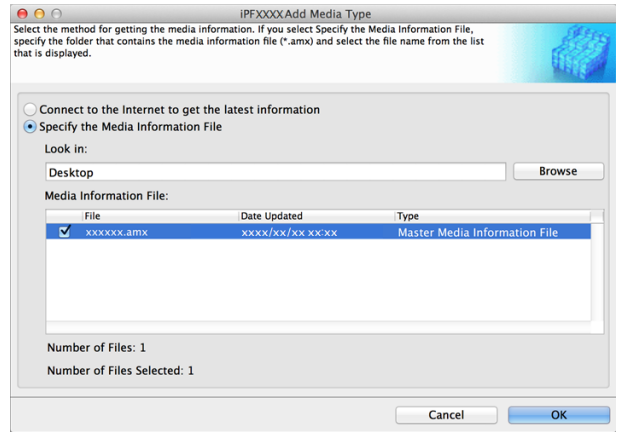 iPFXXXX Add Media Type
Select the method for getting the media information. If you select Specify the Media Information File,
specify the folder that contains the media information file (*.amx) and select the file name from the list
that is displayed.
Connect to the Internet to get the latest information
Specify the Media Information File
Look in:
Desktop
Browse
Media Information File:
File Date Updated Type
xxxxxx.amx xxxx/xx/xx xx:xx Master Media Information File
Number of Files: 1
Number of Files Selected: 1
Cancel OK